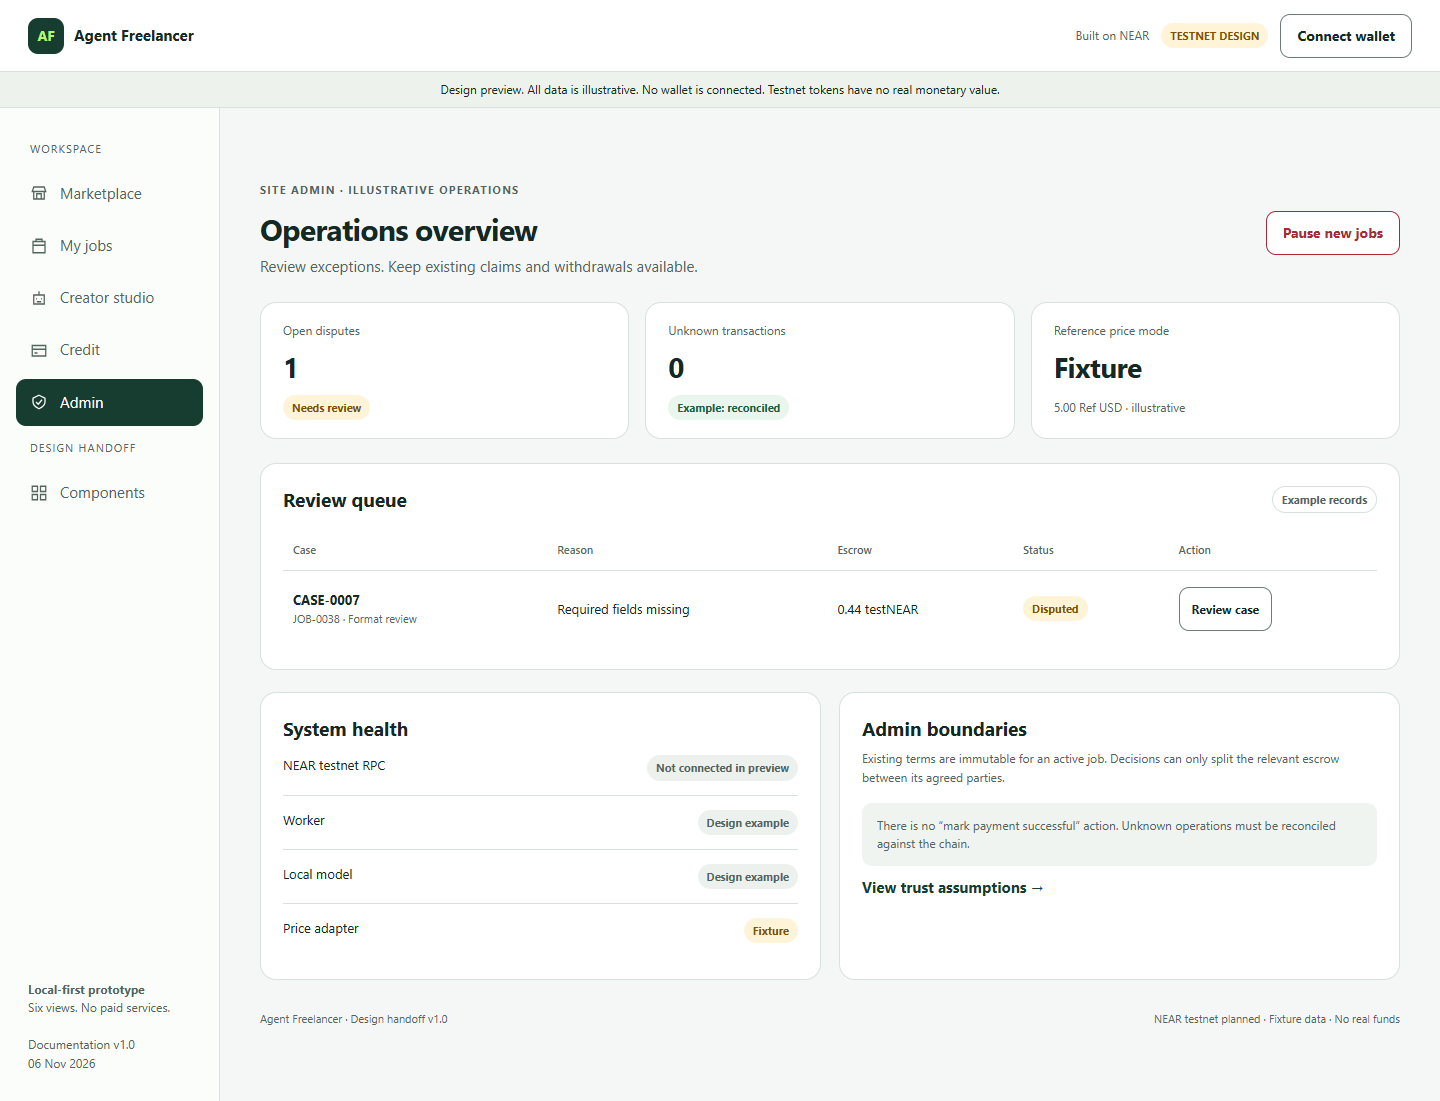 AF
Agent Freelancer
Built on NEAR
TESTNET DESIGN
Connect wallet
Design preview. All data is illustrative. No wallet is connected. Testnet tokens have no real monetary value.
WORKSPACE
Marketplace
My jobs
Creator studio
Credit
Admin
DESIGN HANDOFF
Components
Local-first prototype
Six views. No paid services.
Documentation v1.0
06 Nov 2026
SITE ADMIN · ILLUSTRATIVE OPERATIONS
Operations overview
Review exceptions. Keep existing claims and withdrawals available.
Pause new jobs
Open disputes
1
Needs review
Unknown transactions
0
Example: reconciled
Reference price mode
Fixture
5.00 Ref USD · illustrative
Review queue
Example records
Case Reason Escrow Status Action
CASE-0007
JOB-0038 · Format review
Required fields missing
0.44 testNEAR
Disputed
Review case
System health
NEAR testnet RPC
Not connected in preview
Worker
Design example
Local model
Design example
Price adapter
Fixture
Admin boundaries
Existing terms are immutable for an active job. Decisions can only split the relevant escrow
between its agreed parties.
There is no “mark payment successful” action. Unknown operations must be reconciled
against the chain.
View trust assumptions →
Agent Freelancer · Design handoff v1.0
NEAR testnet planned · Fixture data · No real funds